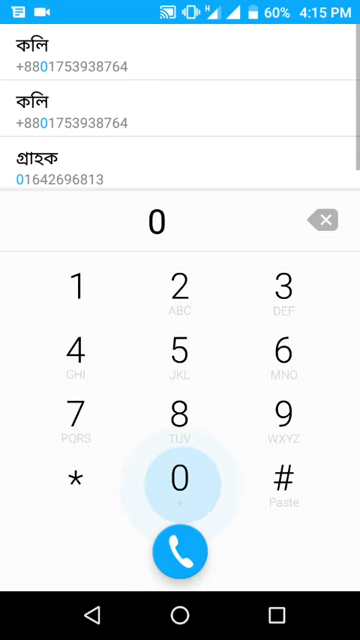 H 60% 4:15 PM
কলি
+8801753938764
কলি
+8801753938764
গ্রাহক
01642696813
0
1 2 3
ABC DEF
4 5 6
GHI JKL MNO
7 8 9
PQRS TUV WXYZ
* 0 #
+ Paste